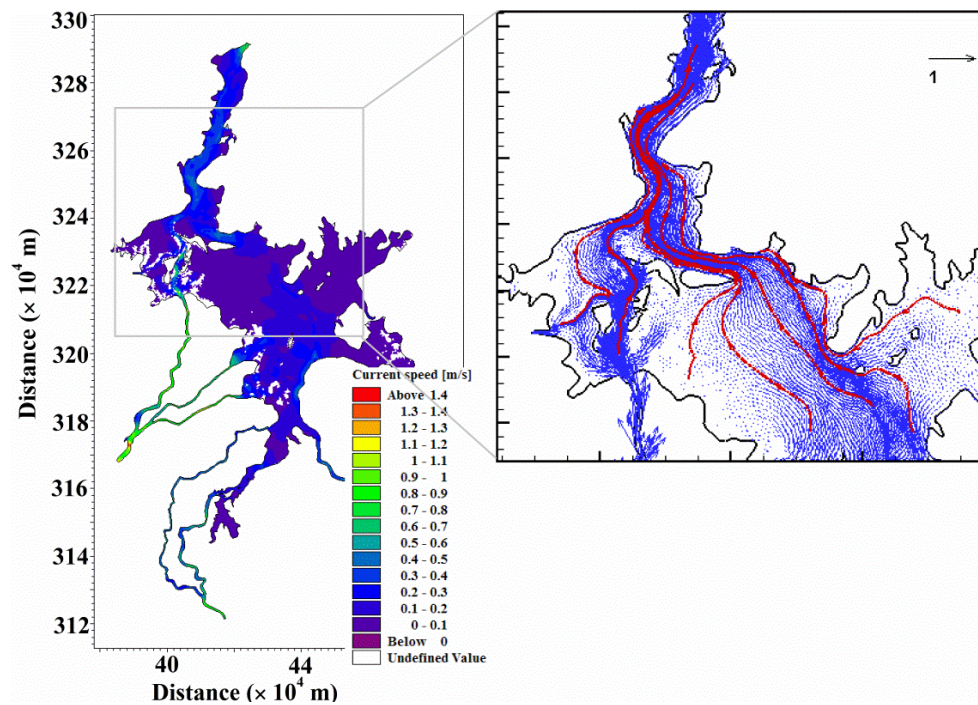 330
328
326
324
322
320
318
316
314
312
Distance (× 10⁴ m)
40
44
Distance (× 10⁴ m)
Current speed [m/s]
Above 1.4
1.3 - 1.4
1.2 - 1.3
1.1 - 1.2
1 - 1.1
0.9 - 1
0.8 - 0.9
0.7 - 0.8
0.6 - 0.7
0.5 - 0.6
0.4 - 0.5
0.3 - 0.4
0.2 - 0.3
0.1 - 0.2
0 - 0.1
Below 0
Undefined Value
1